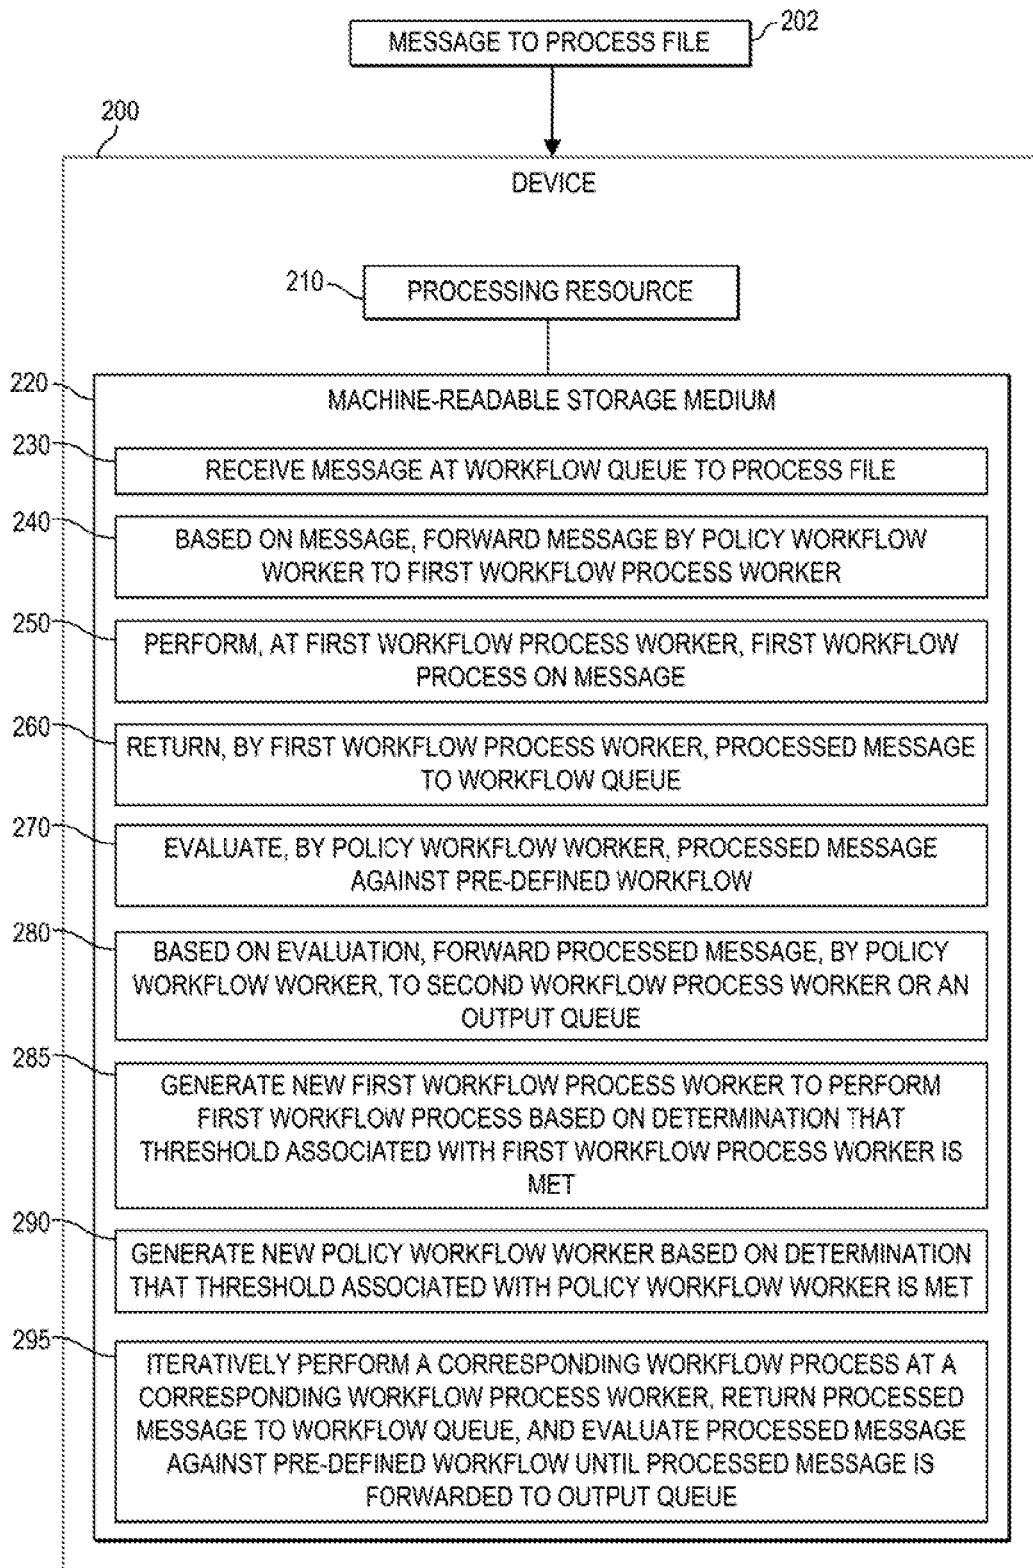 MESSAGE TO PROCESS FILE
202
200
DEVICE
210
PROCESSING RESOURCE
220
MACHINE-READABLE STORAGE MEDIUM
230
RECEIVE MESSAGE AT WORKFLOW QUEUE TO PROCESS FILE
240
BASED ON MESSAGE, FORWARD MESSAGE BY POLICY WORKFLOW
WORKER TO FIRST WORKFLOW PROCESS WORKER
250
PERFORM, AT FIRST WORKFLOW PROCESS WORKER, FIRST WORKFLOW
PROCESS ON MESSAGE
260
RETURN, BY FIRST WORKFLOW PROCESS WORKER, PROCESSED MESSAGE
TO WORKFLOW QUEUE
270
EVALUATE, BY POLICY WORKFLOW WORKER, PROCESSED MESSAGE
AGAINST PRE-DEFINED WORKFLOW
280
BASED ON EVALUATION, FORWARD PROCESSED MESSAGE, BY POLICY
WORKFLOW WORKER, TO SECOND WORKFLOW PROCESS WORKER OR AN
OUTPUT QUEUE
285
GENERATE NEW FIRST WORKFLOW PROCESS WORKER TO PERFORM
FIRST WORKFLOW PROCESS BASED ON DETERMINATION THAT
THRESHOLD ASSOCIATED WITH FIRST WORKFLOW PROCESS WORKER IS
MET
290
GENERATE NEW POLICY WORKFLOW WORKER BASED ON DETERMINATION
THAT THRESHOLD ASSOCIATED WITH POLICY WORKFLOW WORKER IS MET
295
ITERATIVELY PERFORM A CORRESPONDING WORKFLOW PROCESS AT A
CORRESPONDING WORKFLOW PROCESS WORKER, RETURN PROCESSED
MESSAGE TO WORKFLOW QUEUE, AND EVALUATE PROCESSED MESSAGE
AGAINST PRE-DEFINED WORKFLOW UNTIL PROCESSED MESSAGE IS
FORWARDED TO OUTPUT QUEUE